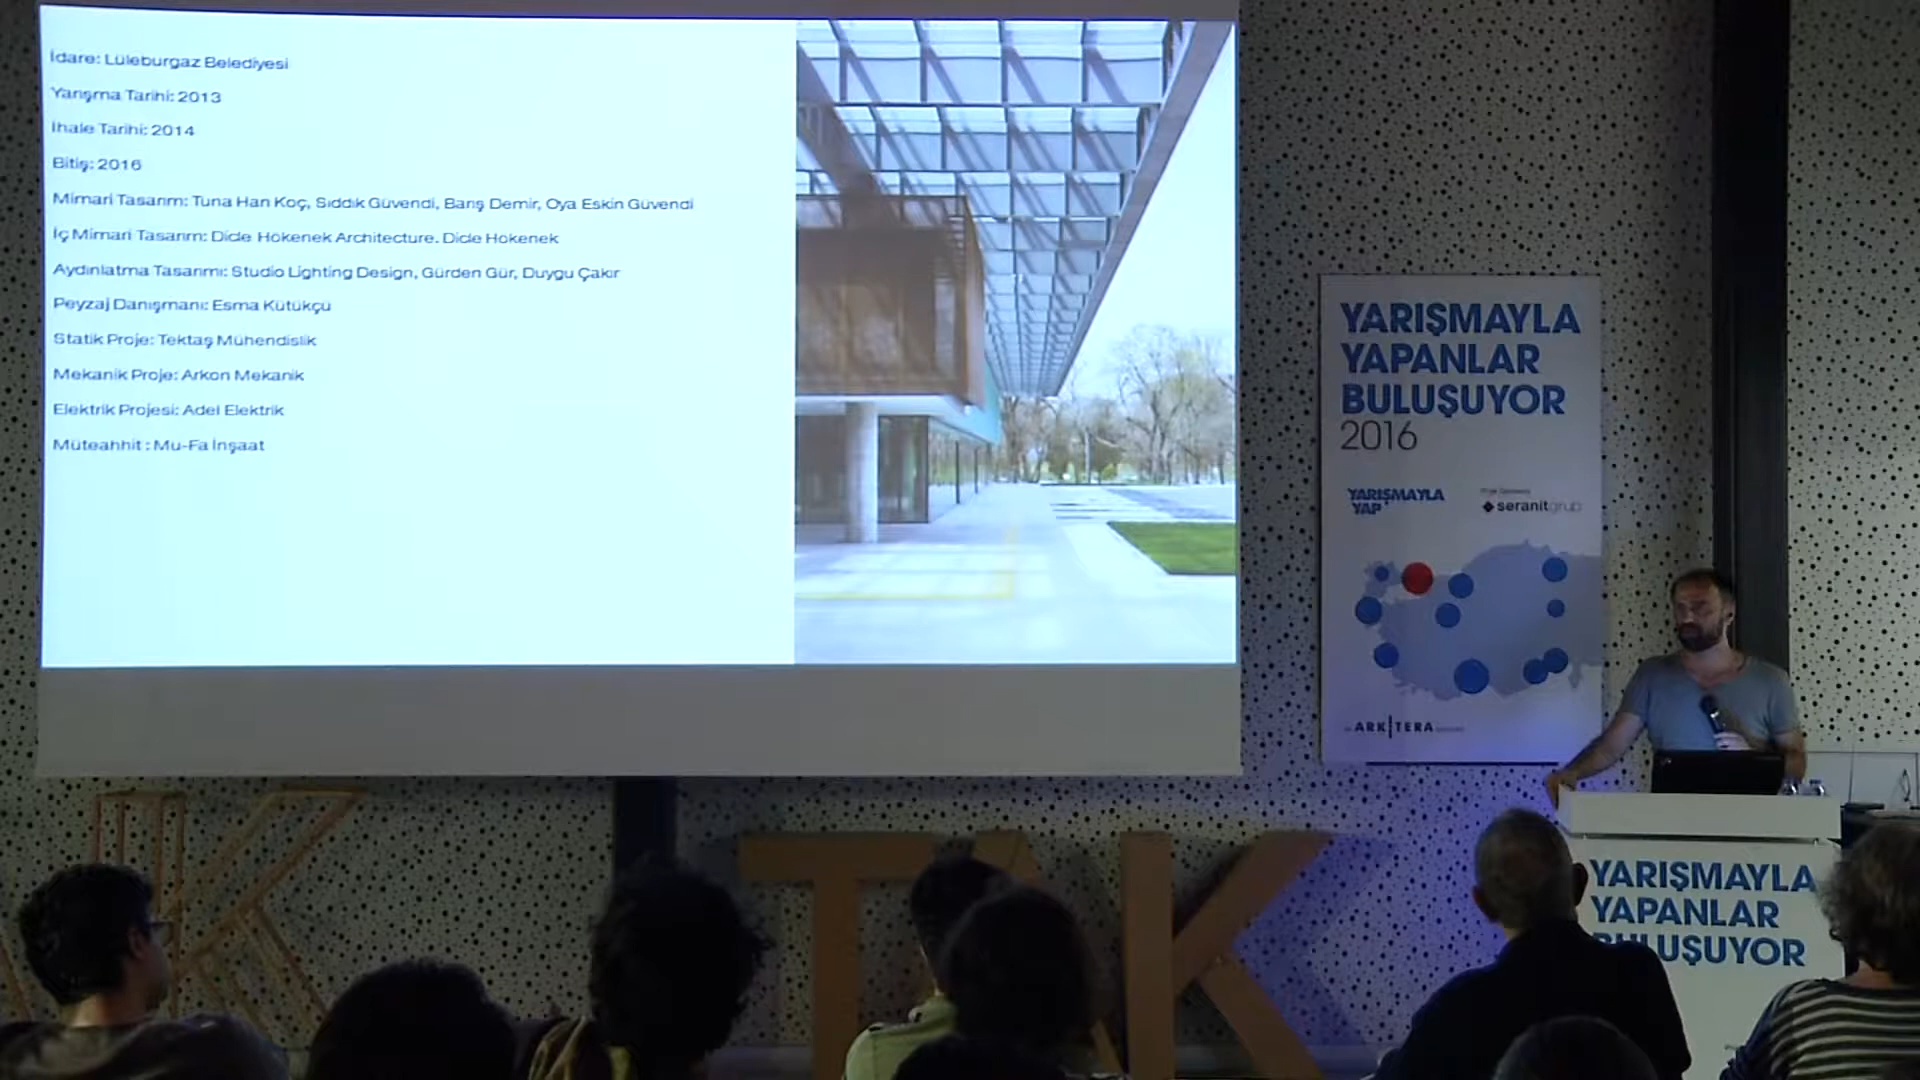 İdare: Lüleburgaz Belediyesi
Yarışma Tarihi: 2013
İhale Tarihi: 2014
Bitiş: 2016
Mimari Tasarım: Tuna Han Koç, Sıddık Güvendi, Barış Demir, Oya Eskin Güvendi
İç Mimari Tasarım: Dicle Hökenek Architecture. Dicle Hökenek
Aydınlatma Tasarımı: Studio Lighting Design, Gürden Gür, Duygu Çakır
Peyzaj Danışmanı: Esma Kütükçü
Statik Proje: Tektaş Mühendislik
Mekanik Proje: Arkon Mekanik
Elektrik Projesi: Adel Elektrik
Müteahhit : Mu-Fa İnşaat
YARIŞMAYLA
YAPANLAR
BULUŞUYOR
2016
YARIŞMAYLA
YAP
seranitgrup
ARKITERA
TAK
YARIŞMAYLA
YAPANLAR
BULUŞUYOR